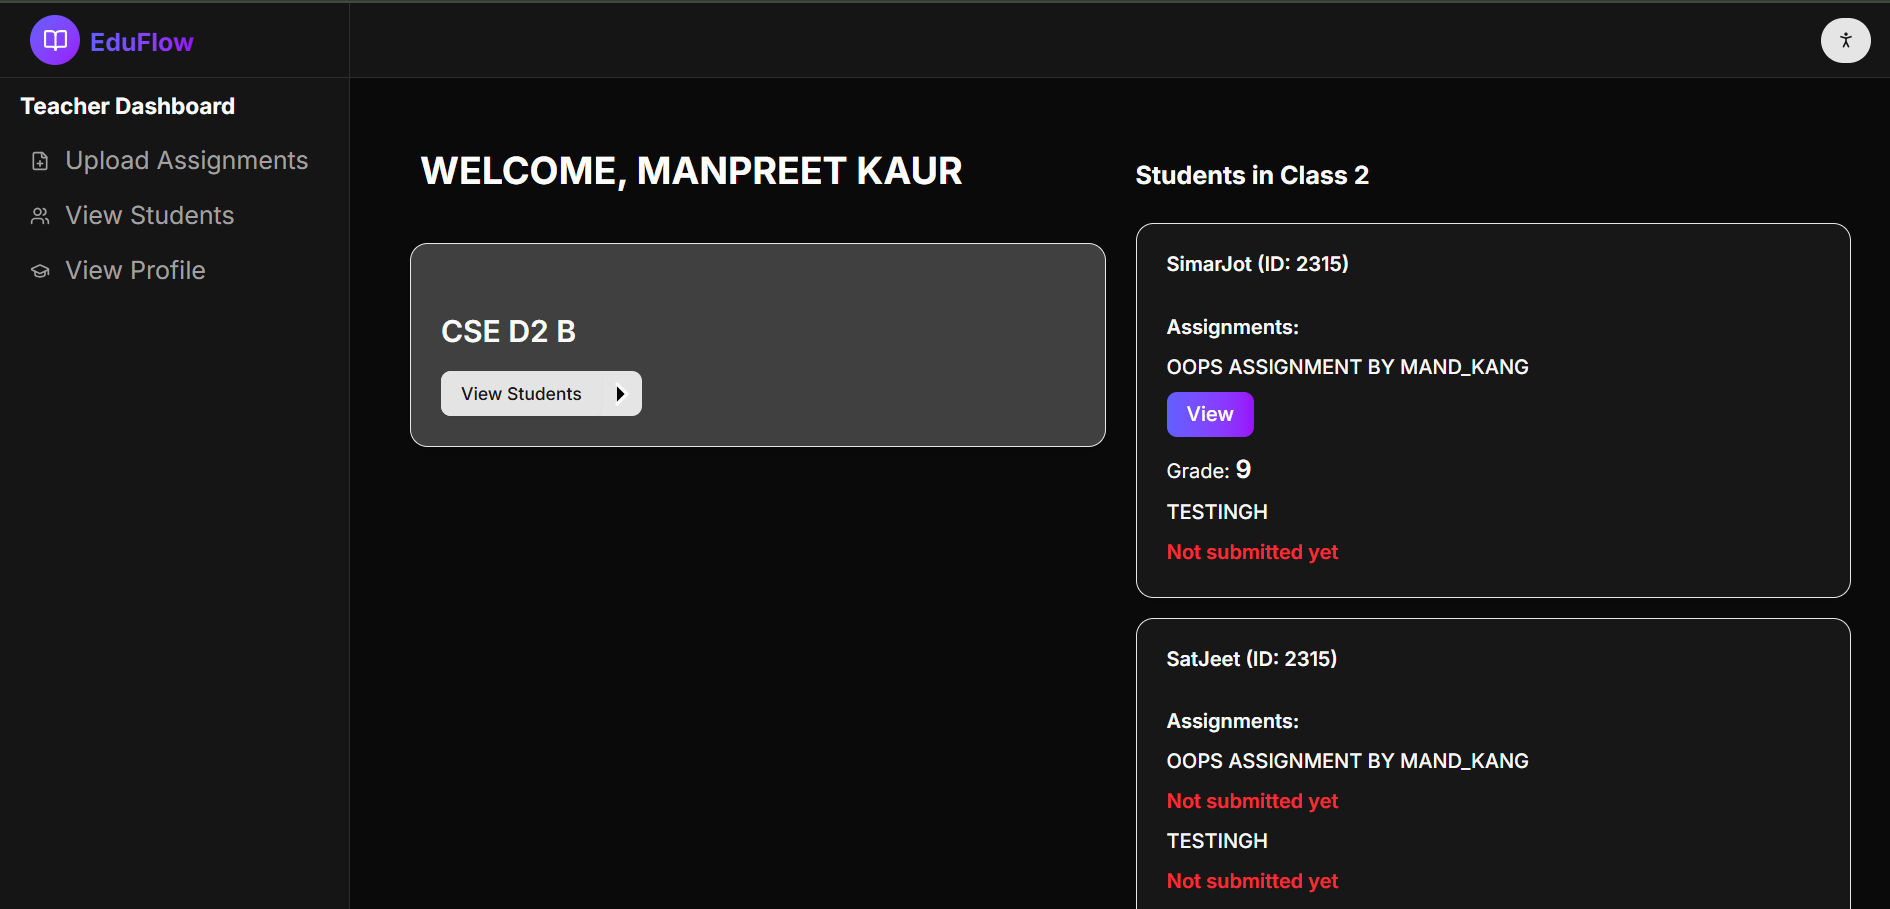 EduFlow
Teacher Dashboard
Upload Assignments
View Students
View Profile
WELCOME, MANPREET KAUR
CSE D2 B
View Students
Students in Class 2
SimarJot (ID: 2315)
Assignments:
OOPS ASSIGNMENT BY MAND_KANG
View
Grade: 9
TESTINGH
Not submitted yet
SatJeet (ID: 2315)
Assignments:
OOPS ASSIGNMENT BY MAND_KANG
Not submitted yet
TESTINGH
Not submitted yet